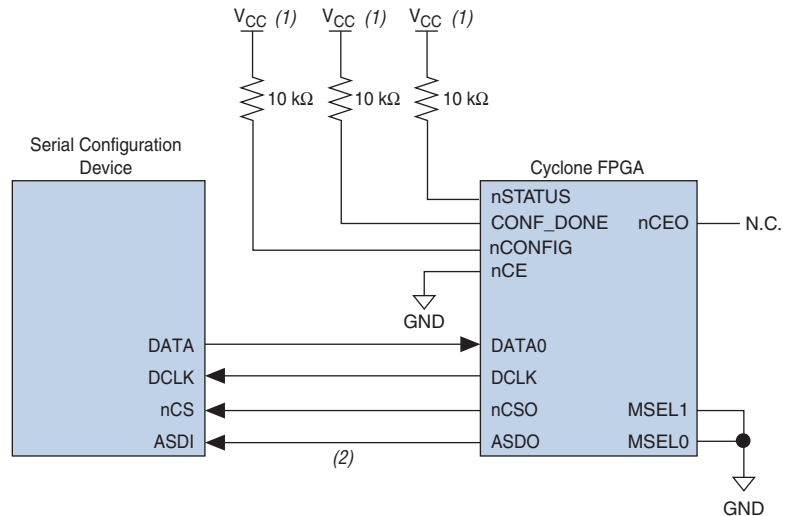 VCC (1) VCC (1) VCC (1)
10 kΩ 10 kΩ 10 kΩ
Serial Configuration
Device
Cyclone FPGA
nSTATUS
CONF_DONE nCEO N.C.
nCONFIG
nCE
GND
DATA DATA0
DCLK DCLK
nCS nCSO MSEL1
ASDI ASDO MSEL0
(2)
GND